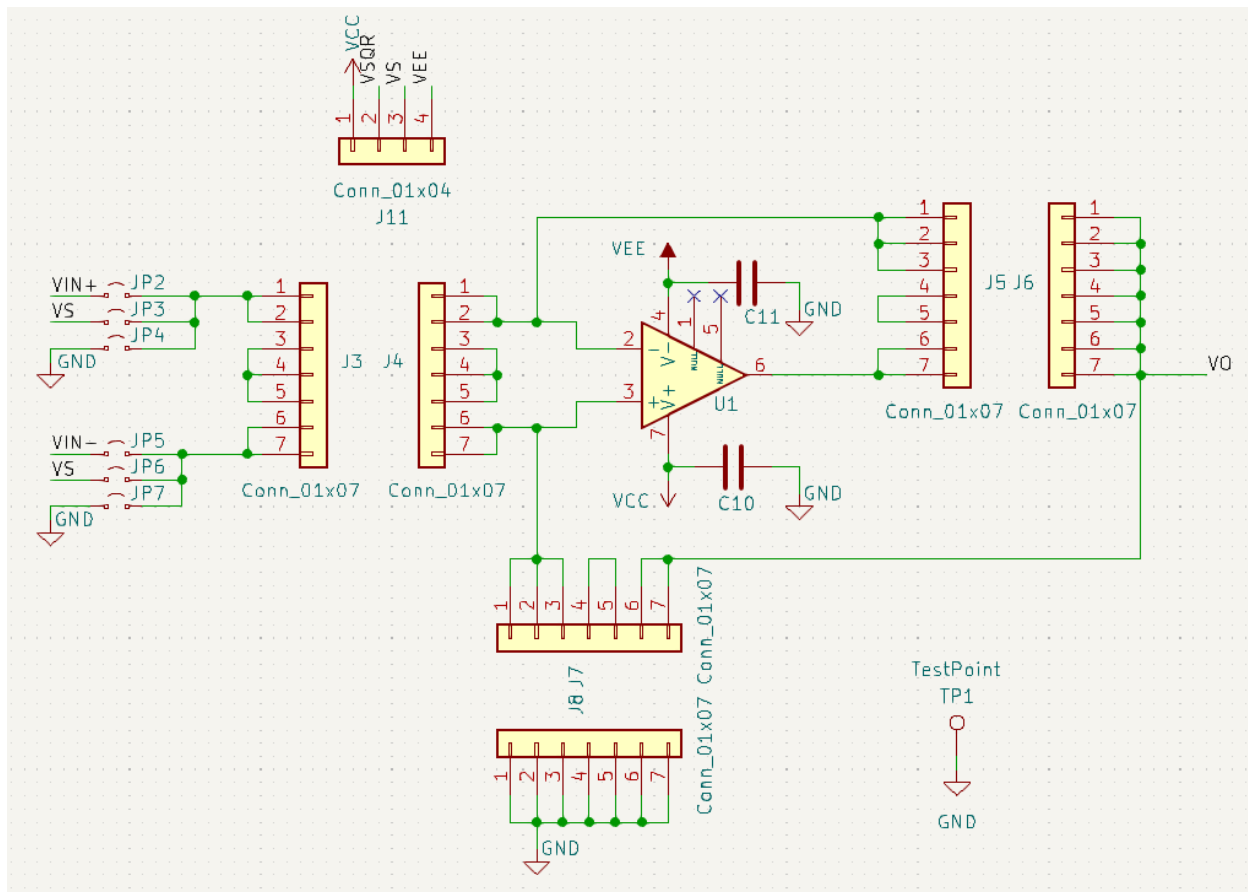 VCC
VSQR
VS
VEE
1
2
3
4
Conn_01x04
J11
VEE
C11
GND
VIN+
JP2
VS
JP3
JP4
GND
VIN-
JP5
VS
JP6
JP7
GND
1
2
3
4
5
6
7
J3
Conn_01x07
J4
1
2
3
4
5
6
7
Conn_01x07
2
3
4
1
5
6
7
-
+
V-
V+
NULL
NULL
U1
VCC
C10
GND
1
2
3
4
5
6
7
J5
Conn_01x07
J6
1
2
3
4
5
6
7
Conn_01x07
VO
1
2
3
4
5
6
7
J7
Conn_01x07
J8
Conn_01x07
1
2
3
4
5
6
7
GND
TestPoint
TP1
GND